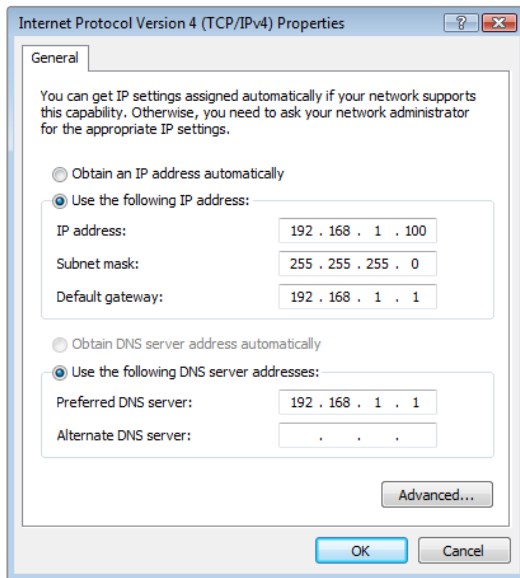 Internet Protocol Version 4 (TCP/IPv4) Properties
General
You can get IP settings assigned automatically if your network supports
this capability. Otherwise, you need to ask your network administrator
for the appropriate IP settings.
Obtain an IP address automatically
Use the following IP address:
IP address: 192 . 168 . 1 . 100
Subnet mask: 255 . 255 . 255 . 0
Default gateway: 192 . 168 . 1 . 1
Obtain DNS server address automatically
Use the following DNS server addresses:
Preferred DNS server: 192 . 168 . 1 . 1
Alternate DNS server: . . .
Advanced...
OK Cancel